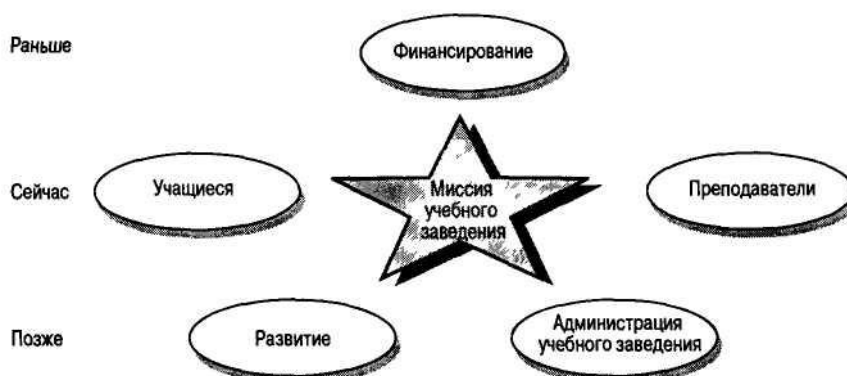 Раньше
Финансирование
Сейчас
Учащиеся
Миссия
учебного
заведения
Преподаватели
Позже
Развитие
Администрация
учебного заведения